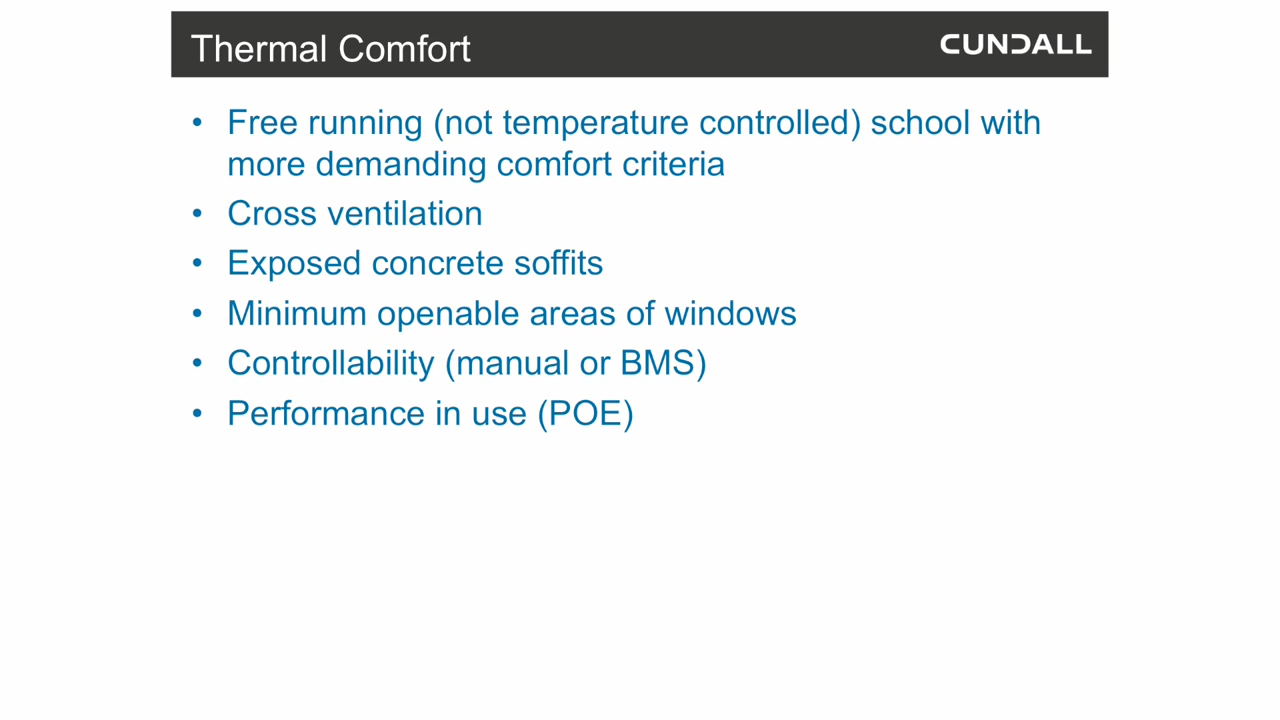 Thermal Comfort
CUNDALL
• Free running (not temperature controlled) school with
more demanding comfort criteria
• Cross ventilation
• Exposed concrete soffits
• Minimum openable areas of windows
• Controllability (manual or BMS)
• Performance in use (POE)